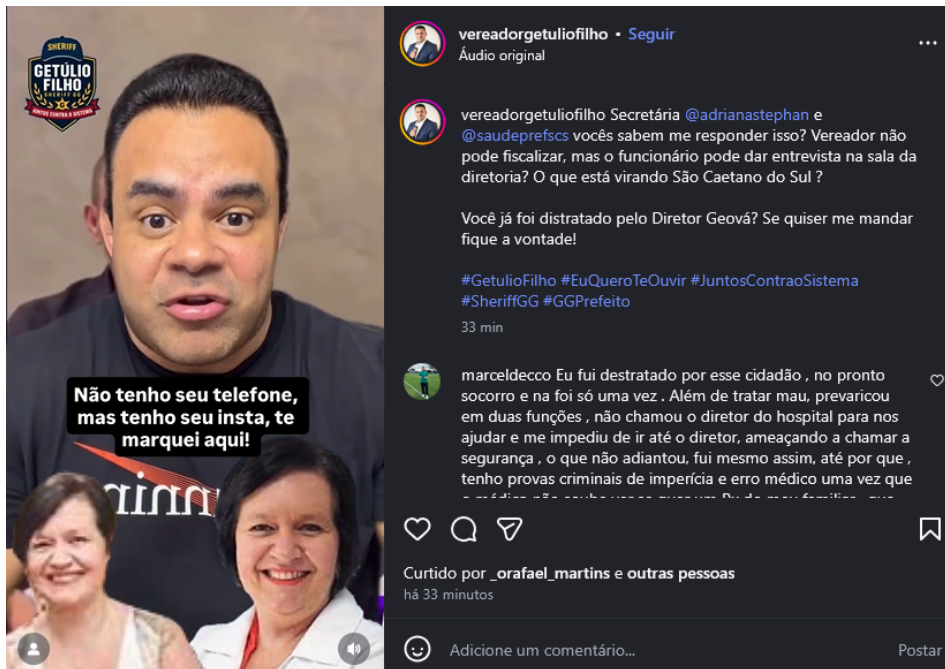 SHERIFF
GETÚLIO
FILHO
SHERIFF GG
JUNTOS CONTRA O SISTEMA
Não tenho seu telefone,
mas tenho seu insta, te
marquei aqui!
vereadorgetuliofilho • Seguir
Áudio original
vereadorgetuliofilho Secretária @adrianastephan e
@saudeprefscs vocês sabem me responder isso? Vereador não
pode fiscalizar, mas o funcionário pode dar entrevista na sala da
diretoria? O que está virando São Caetano do Sul ?
Você já foi distratado pelo Diretor Geová? Se quiser me mandar
fique a vontade!
#GetulioFilho #EuQueroTeOuvir #JuntosContraoSistema
#SheriffGG #GGPrefeito
33 min
marceldecco Eu fui destratado por esse cidadão , no pronto
socorro e na foi só uma vez . Além de tratar mau, prevaricou
em duas funções , não chamou o diretor do hospital para nos
ajudar e me impediu de ir até o diretor, ameaçando a chamar a
segurança , o que não adiantou, fui mesmo assim, até por que ,
tenho provas criminais de imperícia e erro médico uma vez que
Curtido por _orafael_martins e outras pessoas
há 33 minutos
Adicione um comentário...
Postar